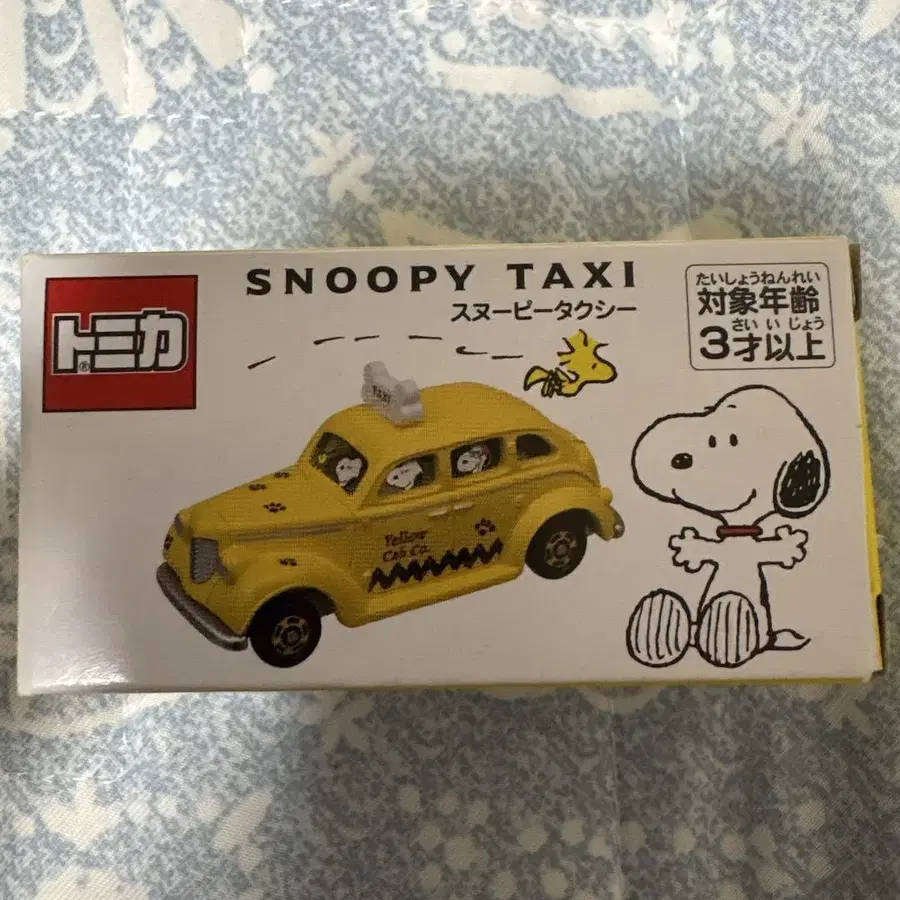 トミカ®
SNOOPY TAXI
スヌーピータクシー
たいしょうねんれい
対象年齢
さい い じょう
3才以上
TAXI
Yellow
Cab Co.